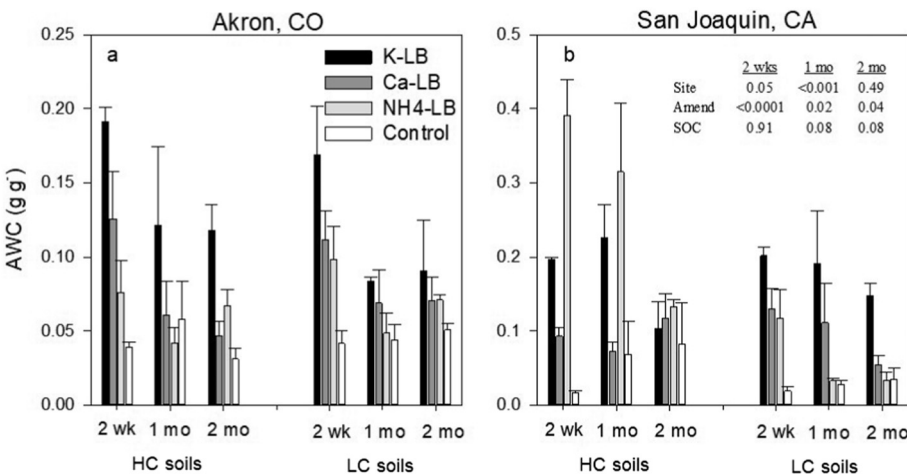 Akron, CO
San Joaquin, CA
AWC (g g⁻)
0.25
0.20
0.15
0.10
0.05
0.00
a
K-LB
Ca-LB
NH4-LB
Control
2 wk 1 mo 2 mo 2 wk 1 mo 2 mo
HC soils LC soils
0.5
0.4
0.3
0.2
0.1
0.0
b
2 wks 1 mo 2 mo
Site 0.05 <0.001 0.49
Amend <0.0001 0.02 0.04
SOC 0.91 0.08 0.08
2 wk 1 mo 2 mo 2 wk 1 mo 2 mo
HC soils LC soils